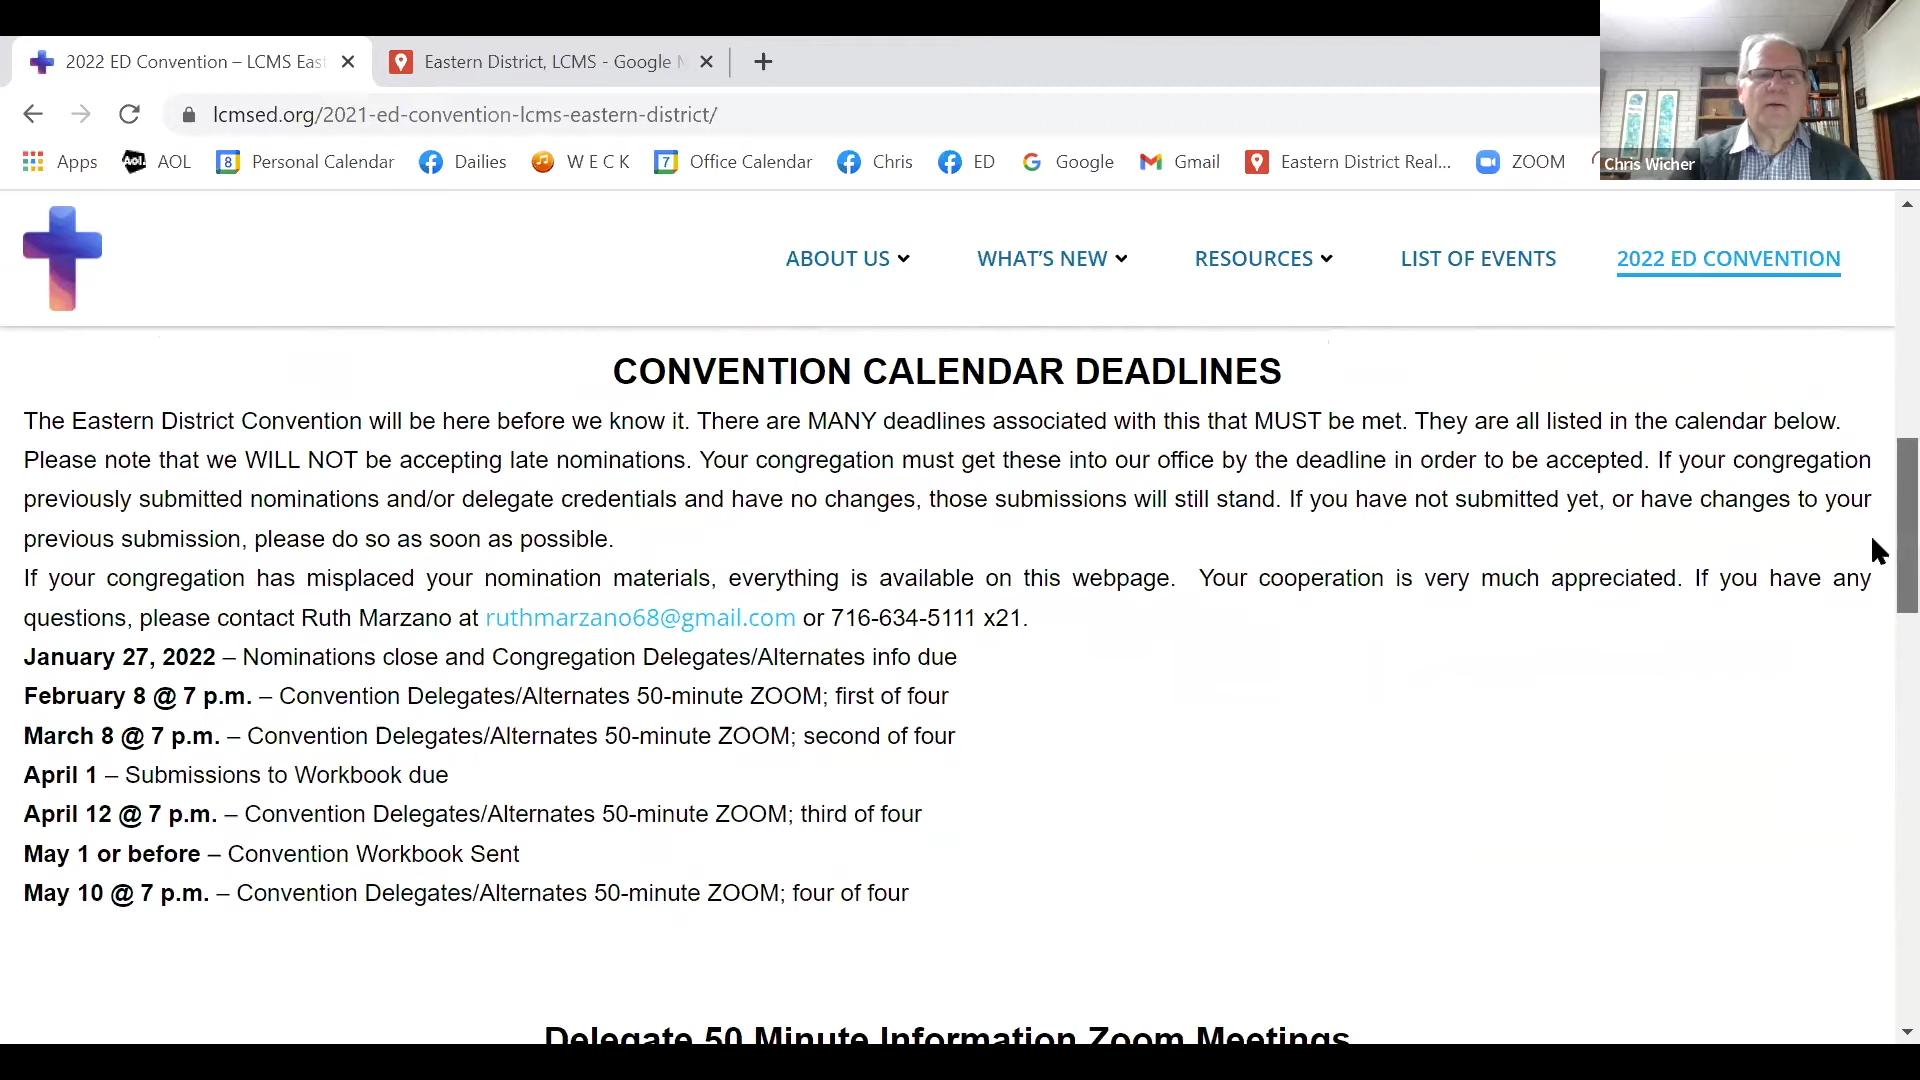 2022 ED Convention – LCMS East
Eastern District, LCMS - Google M
lcmsed.org/2021-ed-convention-lcms-eastern-district/
Apps
Aol.
AOL
8
Personal Calendar
Dailies
W E C K
7
Office Calendar
Chris
ED
Google
Gmail
Eastern District Real...
ZOOM
Chris Wicher
ABOUT US
WHAT'S NEW
RESOURCES
LIST OF EVENTS
2022 ED CONVENTION
CONVENTION CALENDAR DEADLINES
The Eastern District Convention will be here before we know it. There are MANY deadlines associated with this that MUST be met. They are all listed in the calendar below.
Please note that we WILL NOT be accepting late nominations. Your congregation must get these into our office by the deadline in order to be accepted. If your congregation
previously submitted nominations and/or delegate credentials and have no changes, those submissions will still stand. If you have not submitted yet, or have changes to your
previous submission, please do so as soon as possible.
If your congregation has misplaced your nomination materials, everything is available on this webpage. Your cooperation is very much appreciated. If you have any
questions, please contact Ruth Marzano at ruthmarzano68@gmail.com or 716-634-5111 x21.
January 27, 2022 – Nominations close and Congregation Delegates/Alternates info due
February 8 @ 7 p.m. – Convention Delegates/Alternates 50-minute ZOOM; first of four
March 8 @ 7 p.m. – Convention Delegates/Alternates 50-minute ZOOM; second of four
April 1 – Submissions to Workbook due
April 12 @ 7 p.m. – Convention Delegates/Alternates 50-minute ZOOM; third of four
May 1 or before – Convention Workbook Sent
May 10 @ 7 p.m. – Convention Delegates/Alternates 50-minute ZOOM; four of four
Delegate 50 Minute Information Zoom Meetings